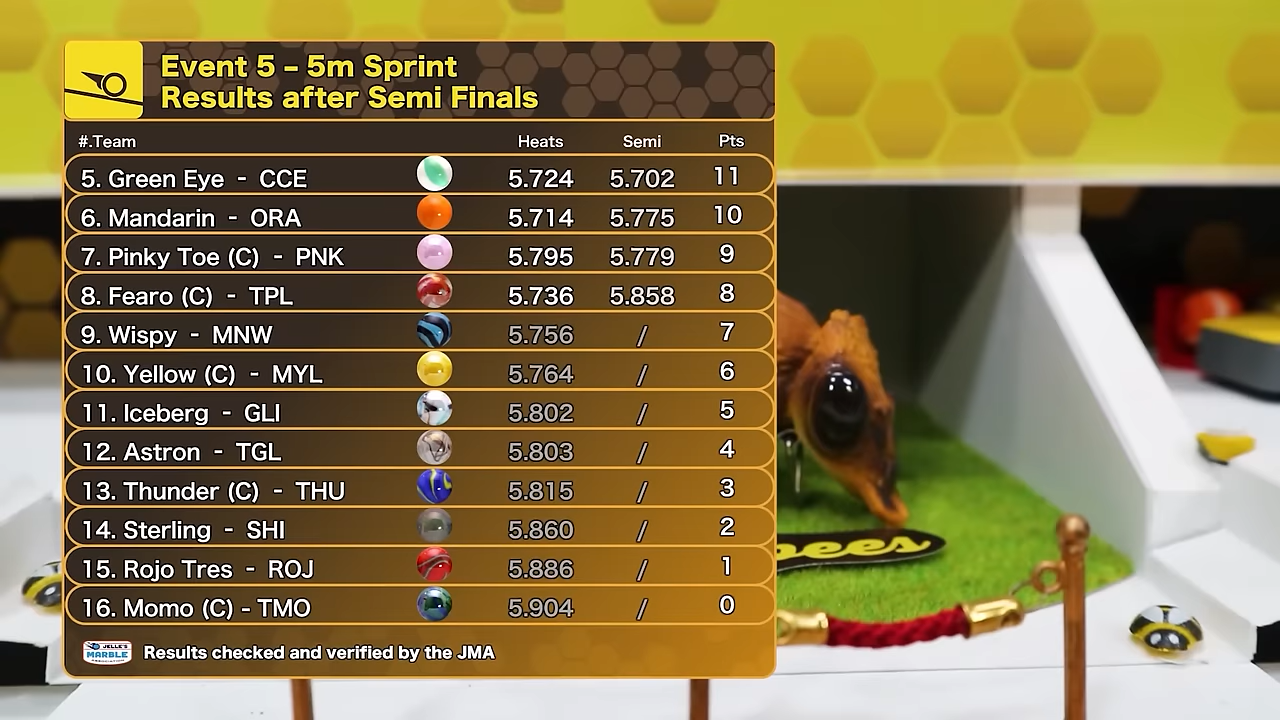 Event 5 - 5m Sprint
Results after Semi Finals
#.Team Heats Semi Pts
5. Green Eye - CCE 5.724 5.702 11
6. Mandarin - ORA 5.714 5.775 10
7. Pinky Toe (C) - PNK 5.795 5.779 9
8. Fearo (C) - TPL 5.736 5.858 8
9. Wispy - MNW 5.756 / 7
10. Yellow (C) - MYL 5.764 / 6
11. Iceberg - GLI 5.802 / 5
12. Astron - TGL 5.803 / 4
13. Thunder (C) - THU 5.815 / 3
14. Sterling - SHI 5.860 / 2
15. Rojo Tres - ROJ 5.886 / 1
16. Momo (C) - TMO 5.904 / 0
JELLE'S
MARBLE
Results checked and verified by the JMA